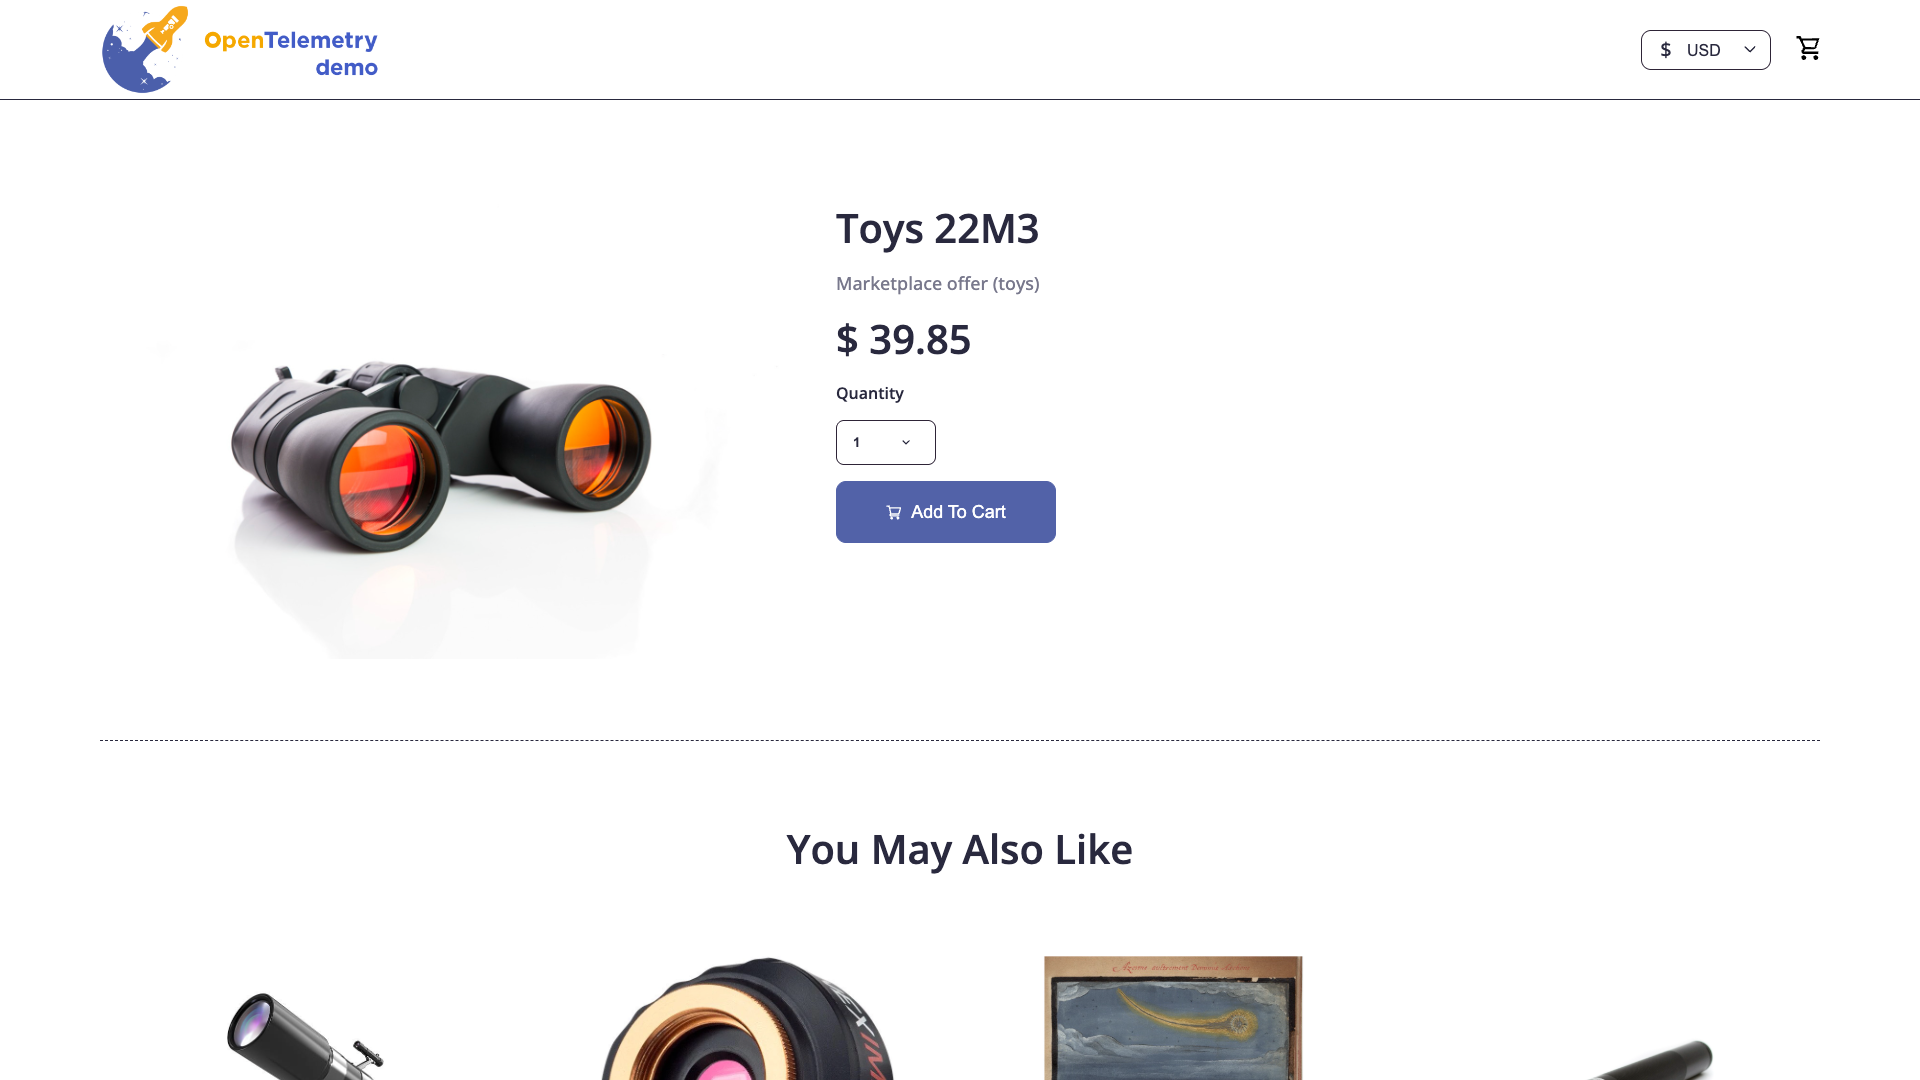 OpenTelemetry
demo
$ USD
Toys 22M3
Marketplace offer (toys)
$ 39.85
Quantity
1
Add To Cart
You May Also Like